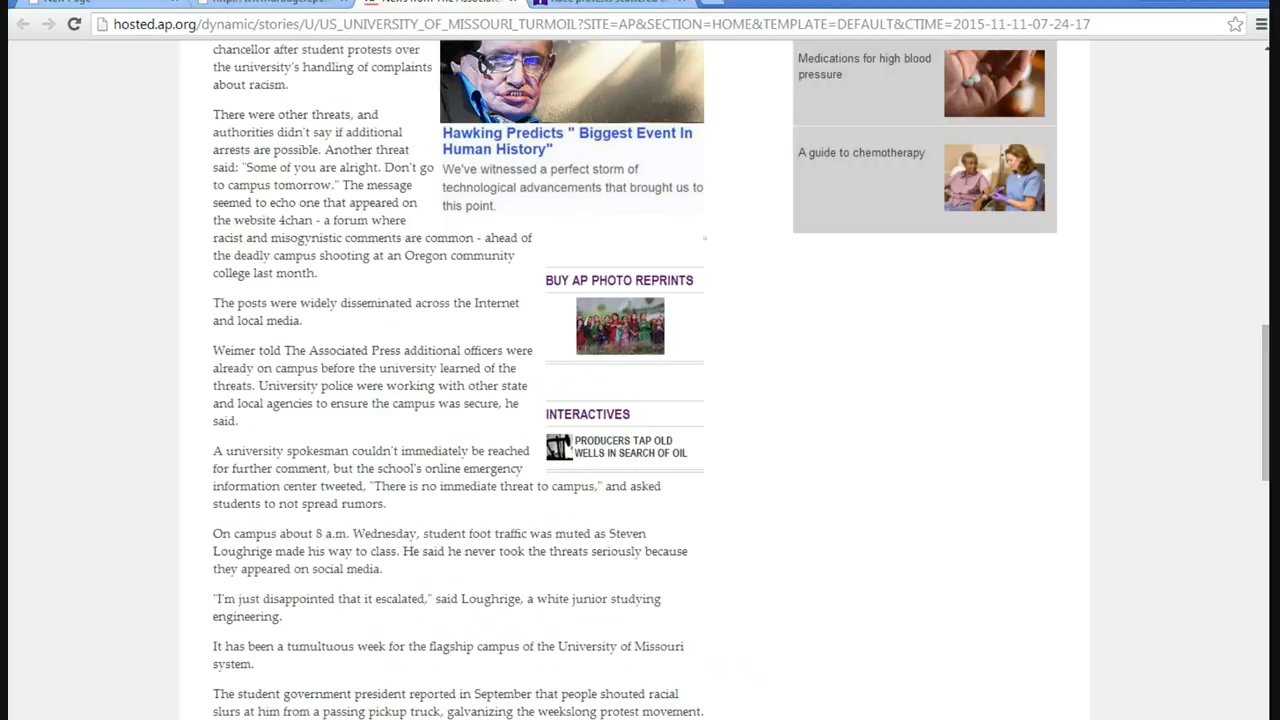 hosted.ap.org/dynamic/stories/U/US_UNIVERSITY_OF_MISSOURI_TURMOIL?SITE=AP&SECTION=HOME&TEMPLATE=DEFAULT&CTIME=2015-11-11-07-24-17
chancellor after student protests over
the university's handling of complaints
about racism.
There were other threats, and
authorities didn't say if additional
arrests are possible. Another threat
said: "Some of you are alright. Don't go
to campus tomorrow." The message
seemed to echo one that appeared on
the website 4chan - a forum where
racist and misogynistic comments are common - ahead of
the deadly campus shooting at an Oregon community
college last month.
The posts were widely disseminated across the Internet
and local media.
Weimer told The Associated Press additional officers were
already on campus before the university learned of the
threats. University police were working with other state
and local agencies to ensure the campus was secure, he
said.
A university spokesman couldn't immediately be reached
for further comment, but the school's online emergency
information center tweeted, "There is no immediate threat to campus," and asked
students to not spread rumors.
On campus about 8 a.m. Wednesday, student foot traffic was muted as Steven
Loughrige made his way to class. He said he never took the threats seriously because
they appeared on social media.
"I'm just disappointed that it escalated," said Loughrige, a white junior studying
engineering.
It has been a tumultuous week for the flagship campus of the University of Missouri
system.
The student government president reported in September that people shouted racial
slurs at him from a passing pickup truck, galvanizing the weekslong protest movement.
Hawking Predicts " Biggest Event In
Human History"
We've witnessed a perfect storm of
technological advancements that brought us to
this point.
BUY AP PHOTO REPRINTS
INTERACTIVES
PRODUCERS TAP OLD
WELLS IN SEARCH OF OIL
Medications for high blood
pressure
A guide to chemotherapy